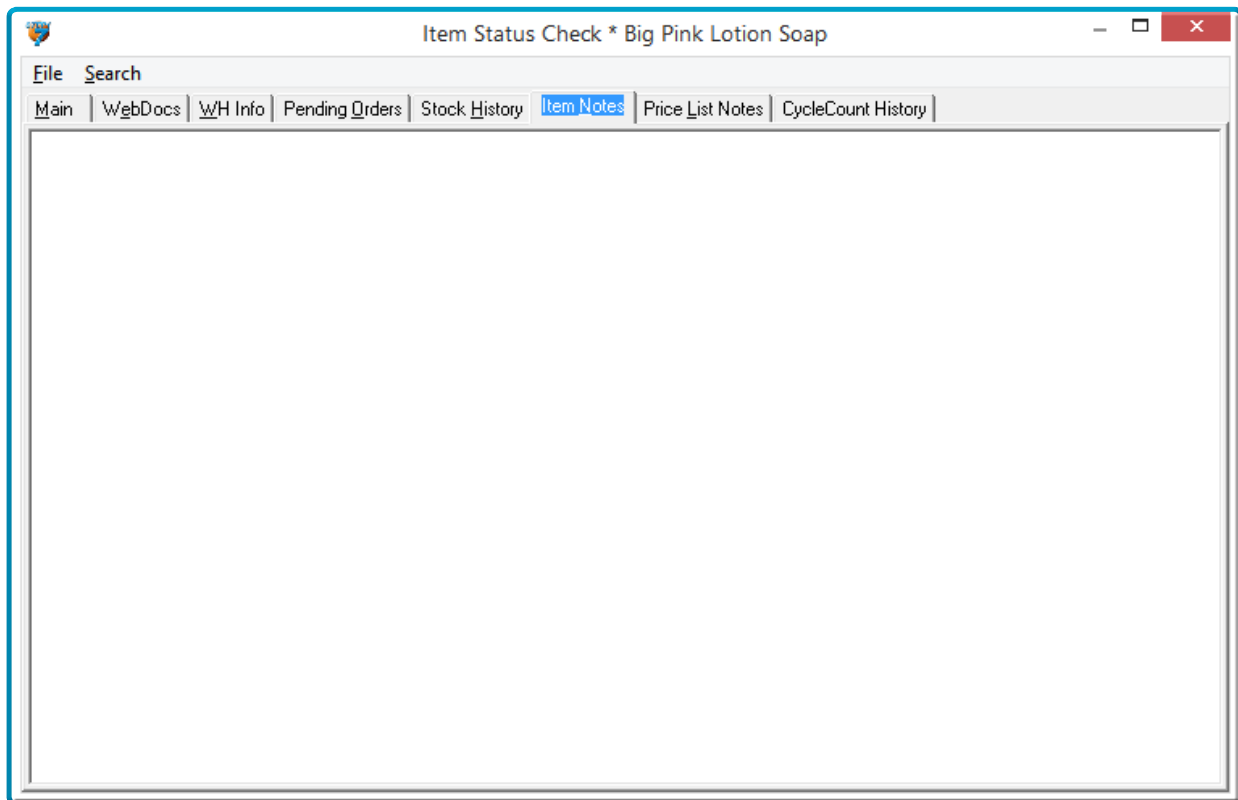 Item Status Check * Big Pink Lotion Soap
File Search
Main WebDocs WH Info Pending Orders Stock History Item Notes Price List Notes CycleCount History